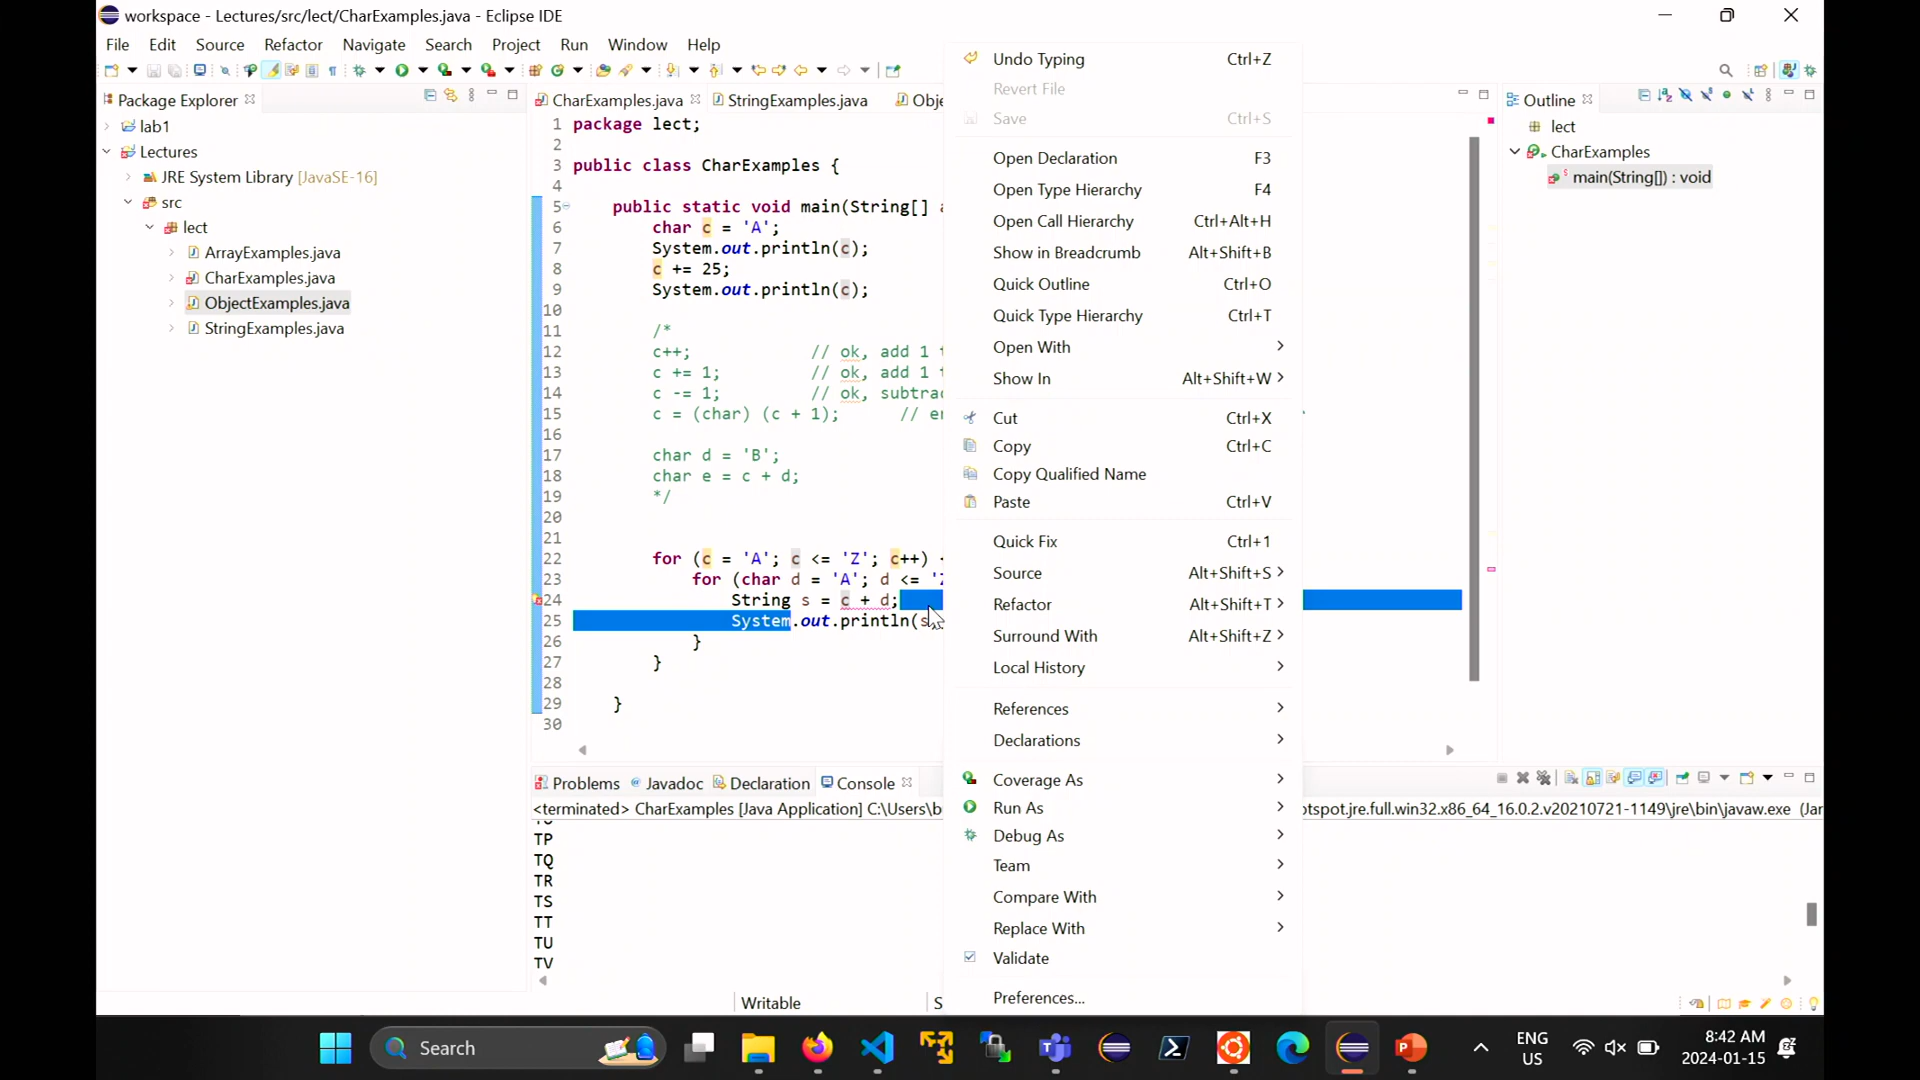 workspace - Lectures/src/lect/CharExamples.java - Eclipse IDE
File Edit Source Refactor Navigate Search Project Run Window Help
Package Explorer
lab1
Lectures
JRE System Library [JavaSE-16]
src
lect
ArrayExamples.java
CharExamples.java
ObjectExamples.java
StringExamples.java
CharExamples.java StringExamples.java Obje
1 package lect;
2
3 public class CharExamples {
4
5 public static void main(String[]
6 char c = 'A';
7 System.out.println(c);
8 c += 25;
9 System.out.println(c);
10
11 /*
12 c++; // ok, add 1
13 c += 1; // ok, add 1
14 c -= 1; // ok, subtrac
15 c = (char) (c + 1); // er
16
17 char d = 'B';
18 char e = c + d;
19 */
20
21
22 for (c = 'A'; c <= 'Z'; c++)
23 for (char d = 'A'; d <= 'Z
24 String s = c + d;
25 System.out.println(s
26 }
27 }
28
29 }
30
Undo Typing Ctrl+Z
Revert File
Save Ctrl+S
Open Declaration F3
Open Type Hierarchy F4
Open Call Hierarchy Ctrl+Alt+H
Show in Breadcrumb Alt+Shift+B
Quick Outline Ctrl+O
Quick Type Hierarchy Ctrl+T
Open With
Show In Alt+Shift+W
Cut Ctrl+X
Copy Ctrl+C
Copy Qualified Name
Paste Ctrl+V
Quick Fix Ctrl+1
Source Alt+Shift+S
Refactor Alt+Shift+T
Surround With Alt+Shift+Z
Local History
References
Declarations
Coverage As
Run As
Debug As
Team
Compare With
Replace With
Validate
Preferences...
Outline
lect
CharExamples
main(String[]) : void
Problems Javadoc Declaration Console
<terminated> CharExamples [Java Application] C:\Users\b
otspot.jre.full.win32.x86_64_16.0.2.v20210721-1149\jre\bin\javaw.exe (Jar
TP
TQ
TR
TS
TT
TU
TV
Writable S
Search
ENG
US
8:42 AM
2024-01-15